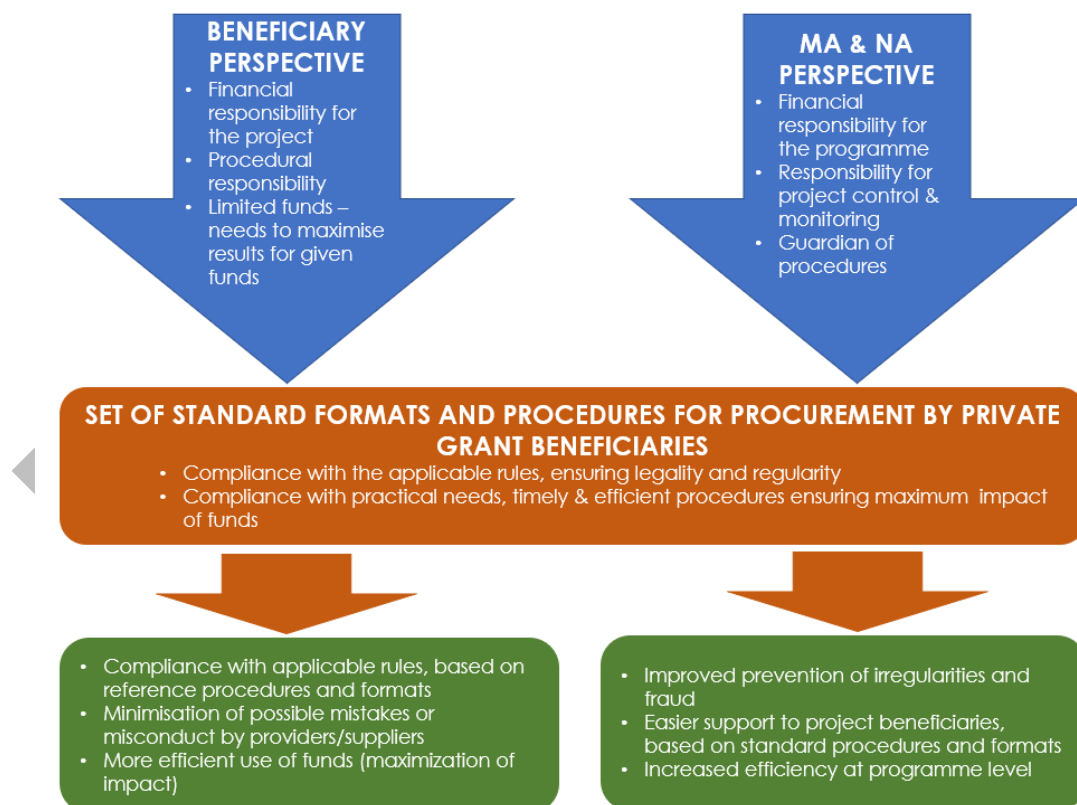 BENEFICIARY
PERSPECTIVE
• Financial
responsibility for
the project
• Procedural
responsibility
• Limited funds –
needs to maximise
results for given
funds
MA & NA
PERSPECTIVE
• Financial
responsibility for
the programme
• Responsibility for
project control &
monitoring
• Guardian of
procedures
SET OF STANDARD FORMATS AND PROCEDURES FOR PROCUREMENT BY PRIVATE
GRANT BENEFICIARIES
• Compliance with the applicable rules, ensuring legality and regularity
• Compliance with practical needs, timely & efficient procedures ensuring maximum impact
of funds
• Compliance with applicable rules, based on
reference procedures and formats
• Minimisation of possible mistakes or
misconduct by providers/suppliers
• More efficient use of funds (maximization of
impact)
• Improved prevention of irregularities and
fraud
• Easier support to project beneficiaries,
based on standard procedures and formats
• Increased efficiency at programme level